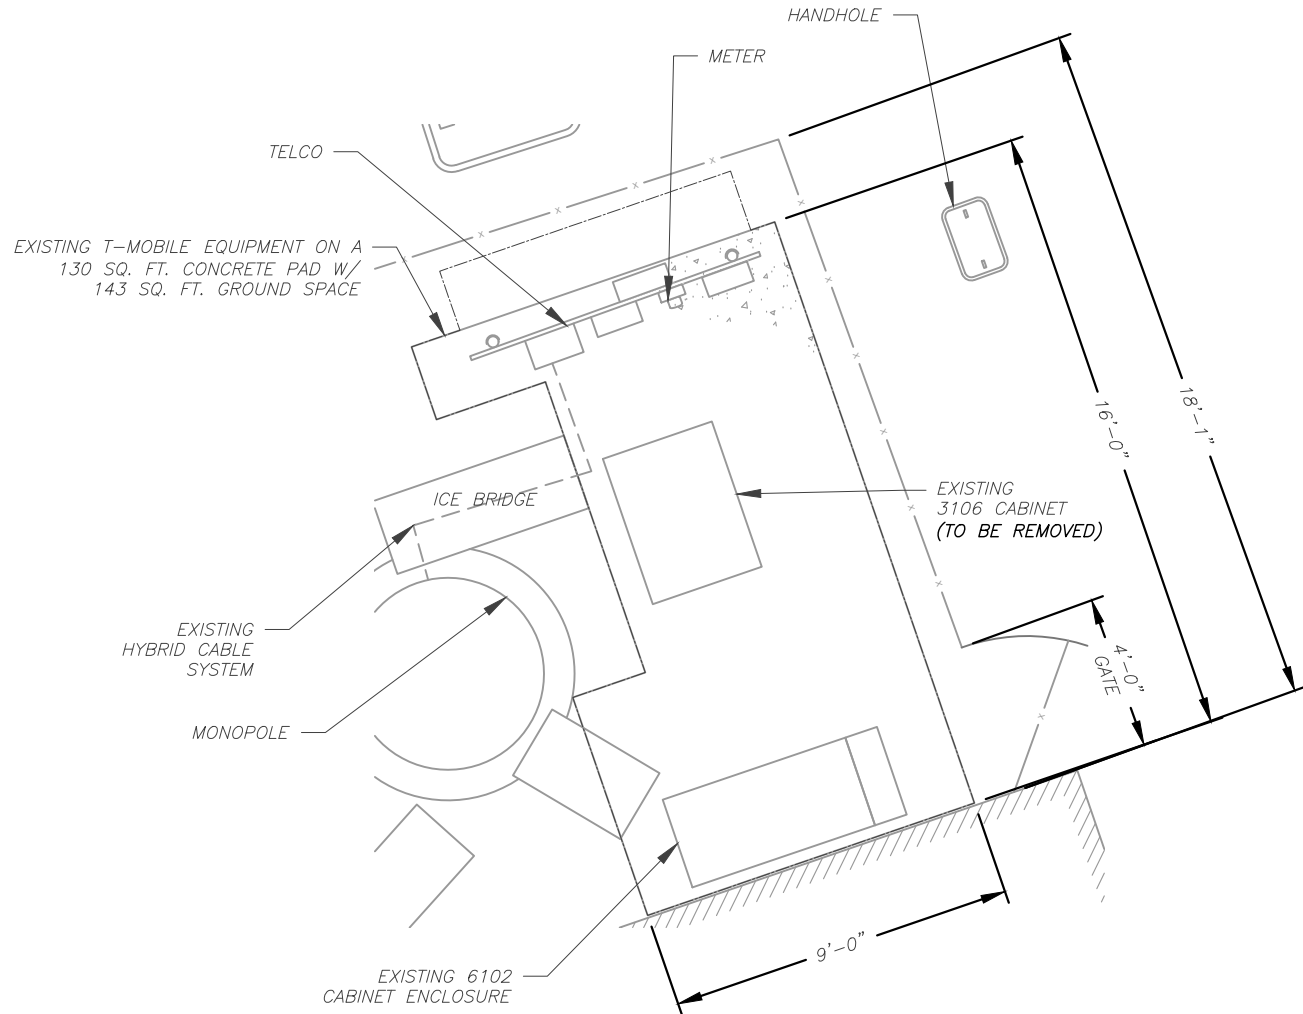 HANDHOLE
METER
TELCO
EXISTING T-MOBILE EQUIPMENT ON A
130 SQ. FT. CONCRETE PAD W/
143 SQ. FT. GROUND SPACE
18'-1"
16'-0"
ICE BRIDGE
EXISTING
3106 CABINET
(TO BE REMOVED)
EXISTING
HYBRID CABLE
SYSTEM
4'-0"
GATE
MONOPOLE
9'-0"
EXISTING 6102
CABINET ENCLOSURE